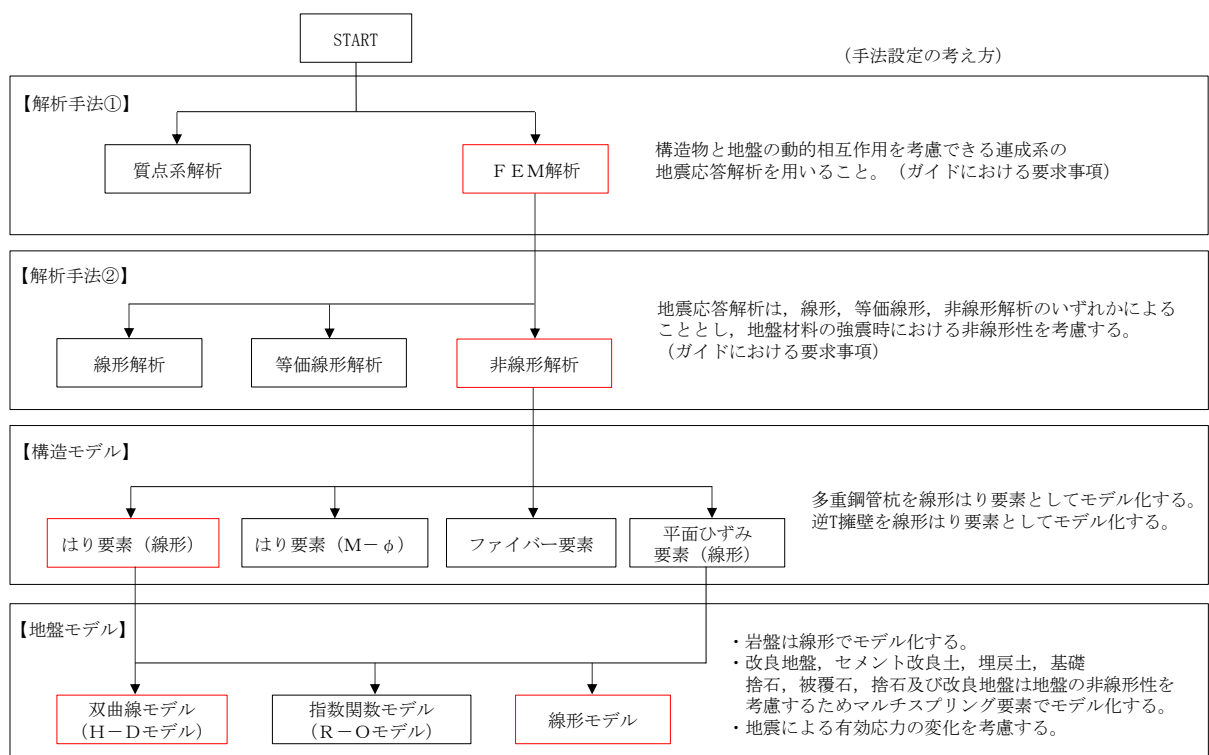 START
（手法設定の考え方）
【解析手法①】
質点系解析
ＦＥＭ解析
構造物と地盤の動的相互作用を考慮できる連成系の
地震応答解析を用いること。（ガイドにおける要求事項）
【解析手法②】
線形解析
等価線形解析
非線形解析
地震応答解析は，線形，等価線形，非線形解析のいずれかによる
こととし，地盤材料の強震時における非線形性を考慮する。
（ガイドにおける要求事項）
【構造モデル】
はり要素（線形）
はり要素（Ｍ－φ）
ファイバー要素
平面ひずみ
要素（線形）
多重鋼管杭を線形はり要素としてモデル化する。
逆T擁壁を線形はり要素としてモデル化する。
【地盤モデル】
双曲線モデル
（Ｈ－Ｄモデル）
指数関数モデル
（Ｒ－Ｏモデル）
線形モデル
・岩盤は線形でモデル化する。
・改良地盤，セメント改良土，埋戻土，基礎
捨石，被覆石，捨石及び改良地盤は地盤の非線形性を
考慮するためマルチスプリング要素でモデル化する。
・地震による有効応力の変化を考慮する。